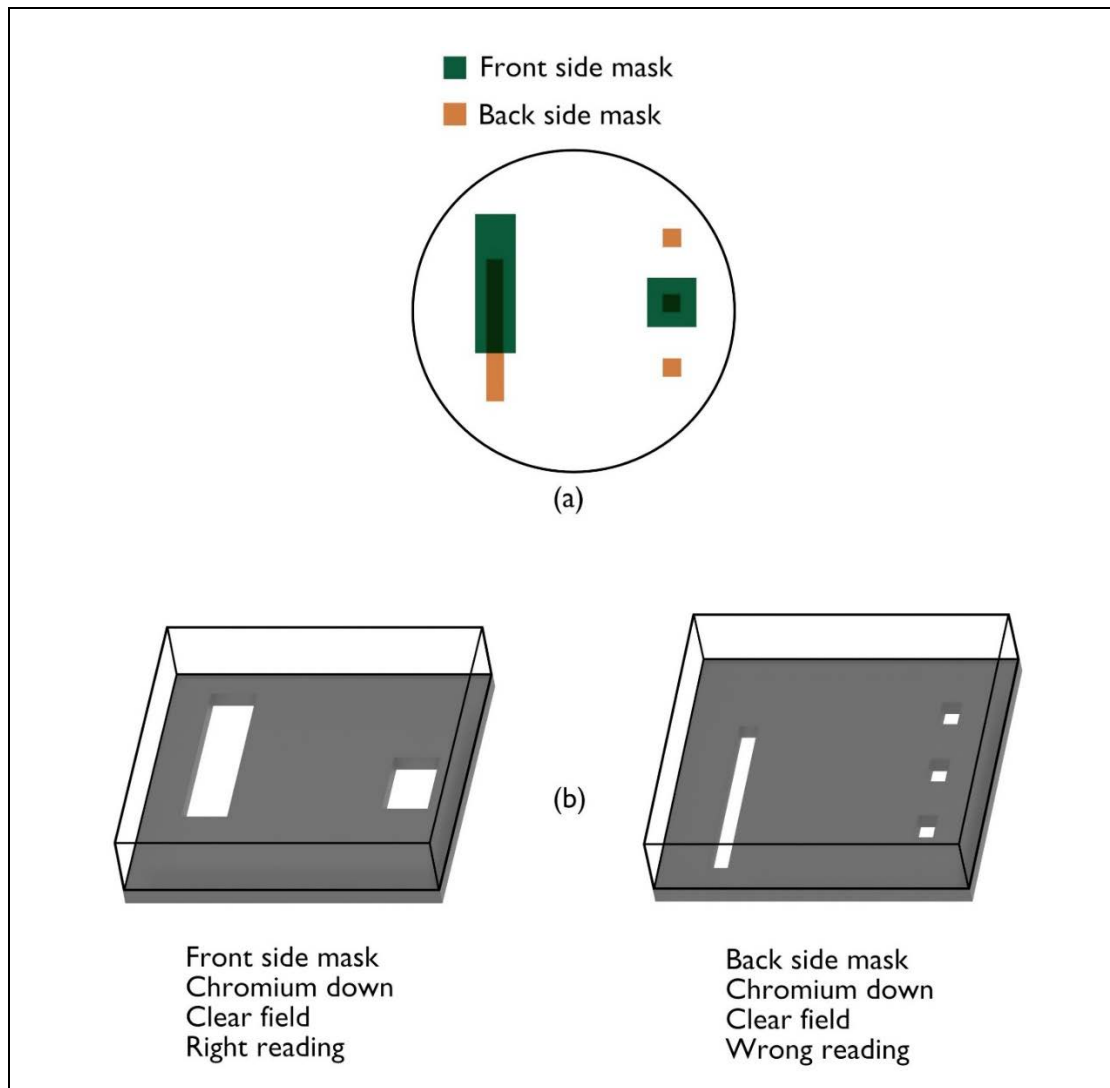 Front side mask
Back side mask
(a)
(b)
Front side mask
Chromium down
Clear field
Right reading
Back side mask
Chromium down
Clear field
Wrong reading